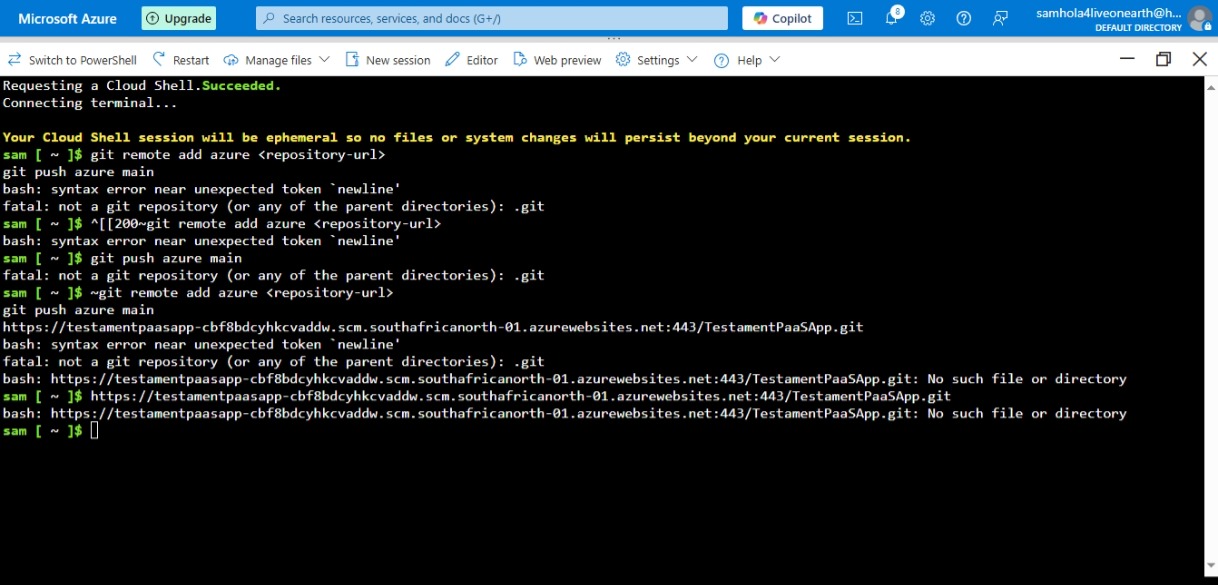 Microsoft Azure
Upgrade
Search resources, services, and docs (G+/)
Copilot
8
samhola4liveonearth@h...
DEFAULT DIRECTORY
Switch to PowerShell
Restart
Manage files
New session
Editor
Web preview
Settings
Help
Requesting a Cloud Shell.Succeeded.
Connecting terminal...
Your Cloud Shell session will be ephemeral so no files or system changes will persist beyond your current session.
sam [ ~ ]$ git remote add azure <repository-url>
git push azure main
bash: syntax error near unexpected token `newline'
fatal: not a git repository (or any of the parent directories): .git
sam [ ~ ]$ ^[[200~git remote add azure <repository-url>
bash: syntax error near unexpected token `newline'
sam [ ~ ]$ git push azure main
fatal: not a git repository (or any of the parent directories): .git
sam [ ~ ]$ ~git remote add azure <repository-url>
git push azure main
https://testamentpaasapp-cbf8bdcyhkcvaddw.scm.southafricanorth-01.azurewebsites.net:443/TestamentPaaSApp.git
bash: syntax error near unexpected token `newline'
fatal: not a git repository (or any of the parent directories): .git
bash: https://testamentpaasapp-cbf8bdcyhkcvaddw.scm.southafricanorth-01.azurewebsites.net:443/TestamentPaaSApp.git: No such file or directory
sam [ ~ ]$ https://testamentpaasapp-cbf8bdcyhkcvaddw.scm.southafricanorth-01.azurewebsites.net:443/TestamentPaaSApp.git
bash: https://testamentpaasapp-cbf8bdcyhkcvaddw.scm.southafricanorth-01.azurewebsites.net:443/TestamentPaaSApp.git: No such file or directory
sam [ ~ ]$